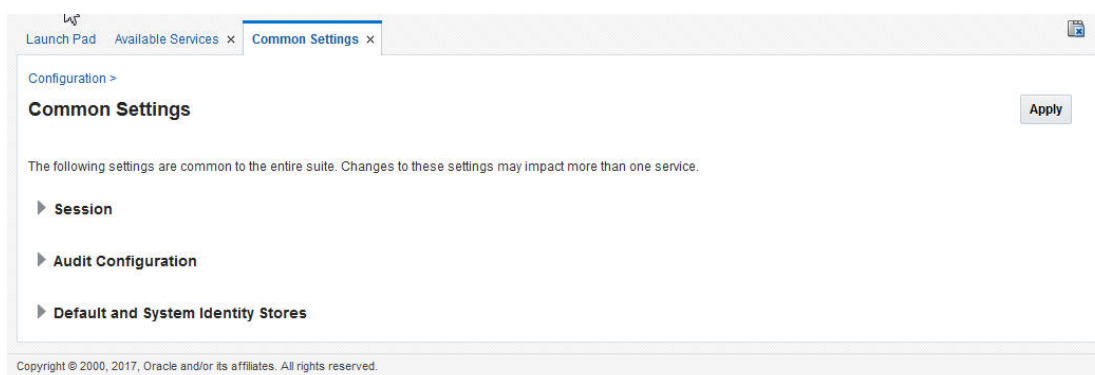 Launch Pad Available Services × Common Settings ×
Configuration >
Common Settings Apply
The following settings are common to the entire suite. Changes to these settings may impact more than one service.
Session
Audit Configuration
Default and System Identity Stores
Copyright © 2000, 2017, Oracle and/or its affiliates. All rights reserved.